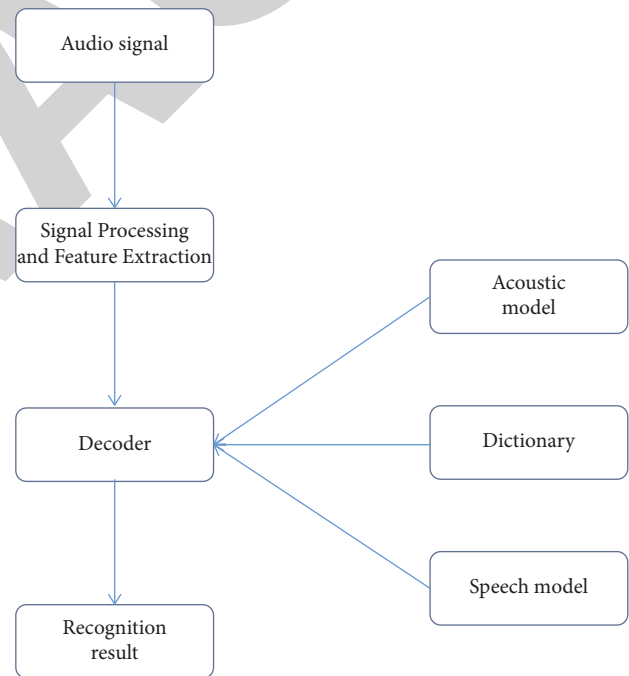 Audio signal
Signal Processing
and Feature Extraction
Acoustic
model
Decoder
Dictionary
Speech model
Recognition
result